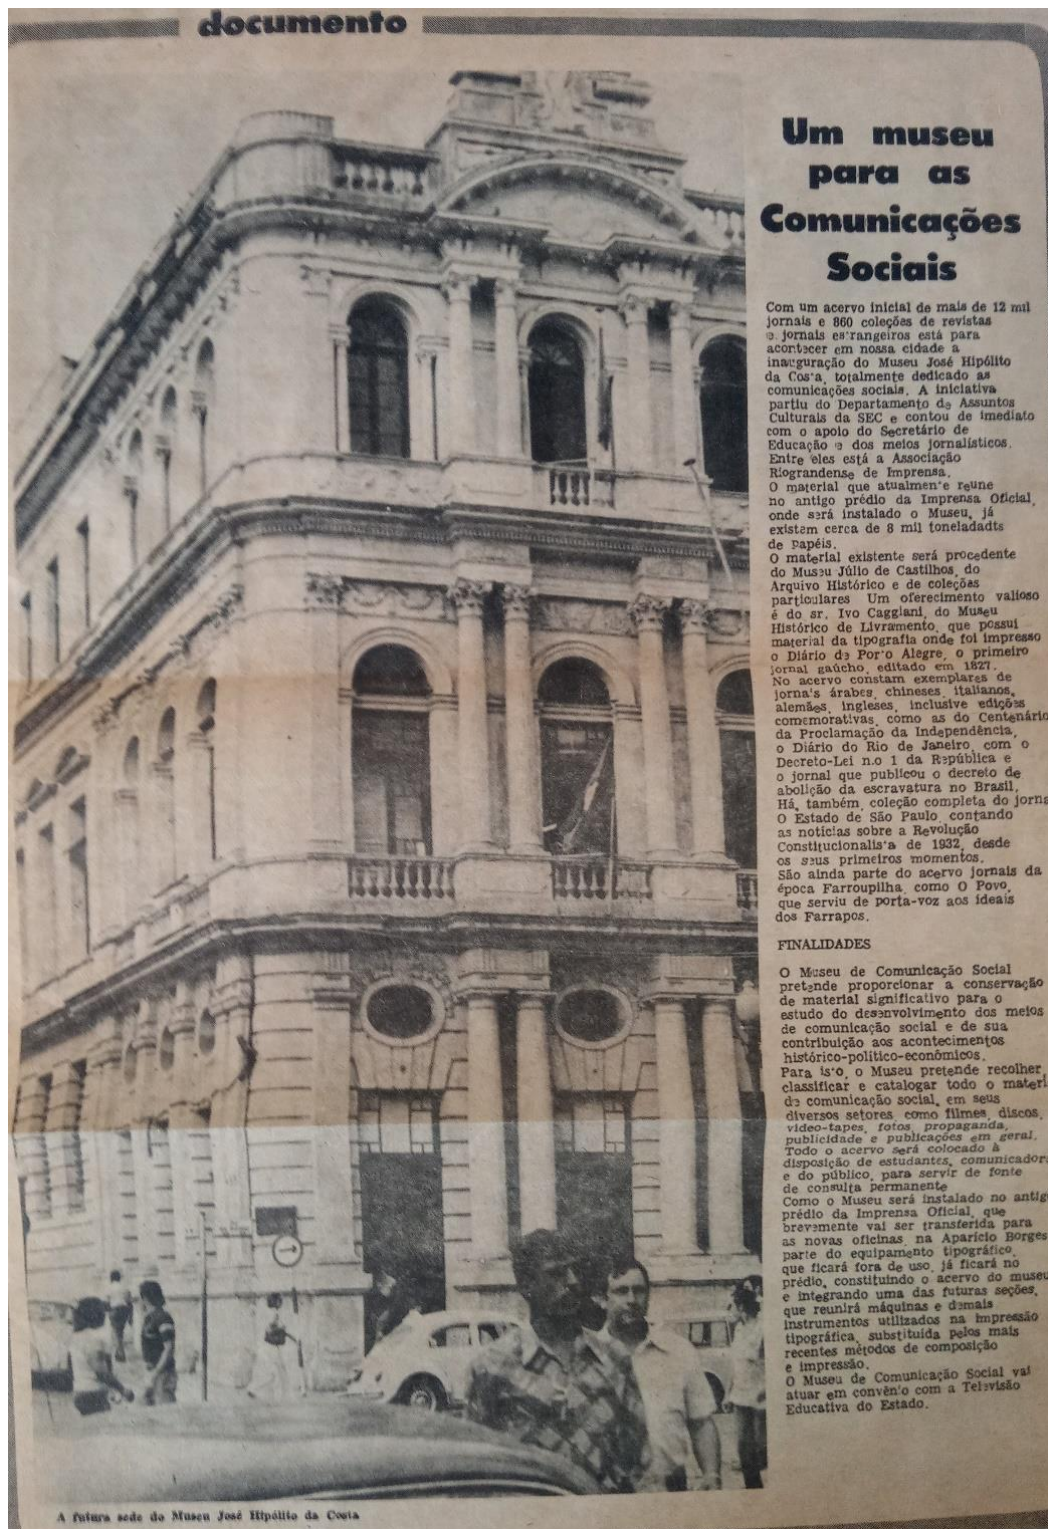 documento
Um museu
para as
Comunicações
Sociais
Com um acervo inicial de mais de 12 mil
jornais e 860 coleções de revistas
e jornais estrangeiros está para
acontecer em nossa cidade a
inauguração do Museu José Hipólito
da Costa, totalmente dedicado as
comunicações sociais. A iniciativa
partiu do Departamento de Assuntos
Culturais da SEC e contou de imediato
com o apoio do Secretário de
Educação e dos meios jornalísticos.
Entre eles está a Associação
Riograndense de Imprensa.
O material que atualmente reune
no antigo prédio da Imprensa Oficial,
onde será instalado o Museu, já
existem cerca de 8 mil toneladadts
de papéis.
O material existente será procedente
do Museu Júlio de Castilhos, do
Arquivo Histórico e de coleções
particulares Um oferecimento valioso
é do sr. Ivo Caggiani, do Museu
Histórico de Livramento, que possui
material da tipografia onde foi impresso
o Diário de Porto Alegre, o primeiro
jornal gaúcho, editado em 1827.
No acervo constam exemplares de
jornais árabes, chineses, italianos,
alemães, ingleses, inclusive edições
comemorativas, como as do Centenário
da Proclamação da Independência,
o Diário do Rio de Janeiro, com o
Decreto-Lei n.o 1 da República e
o jornal que publicou o decreto de
abolição da escravatura no Brasil.
Há, também, coleção completa do jorna
O Estado de São Paulo, contando
as notícias sobre a Revolução
Constitucionalista de 1932, desde
os seus primeiros momentos.
São ainda parte do acervo jornais da
época Farroupilha, como O Povo,
que serviu de porta-voz aos ideais
dos Farrapos.
FINALIDADES
O Museu de Comunicação Social
pretende proporcionar a conservação
de material significativo para o
estudo do desenvolvimento dos meios
de comunicação social e de sua
contribuição aos acontecimentos
histórico-político-econômicos.
Para isto, o Museu pretende recolher,
classificar e catalogar todo o materi
de comunicação social, em seus
diversos setores como filmes, discos,
video-tapes, fotos, propaganda,
publicidade e publicações em geral.
Todo o acervo será colocado à
disposição de estudantes, comunicadora
e do público, para servir de fonte
de consulta permanente
Como o Museu será instalado no antigo
prédio da Imprensa Oficial, que
brevemente vai ser transferida para
as novas oficinas, na Aparício Borges
parte do equipamento tipográfico,
que ficará fora de uso, já ficará no
prédio, constituindo o acervo do museu
e integrando uma das futuras seções,
que reunirá máquinas e demais
instrumentos utilizados na impressão
tipográfica, substituída pelos mais
recentes métodos de composição
e impressão.
O Museu de Comunicação Social vai
atuar em convênio com a Televisão
Educativa do Estado.
A futura sede do Museu José Hipólito da Costa